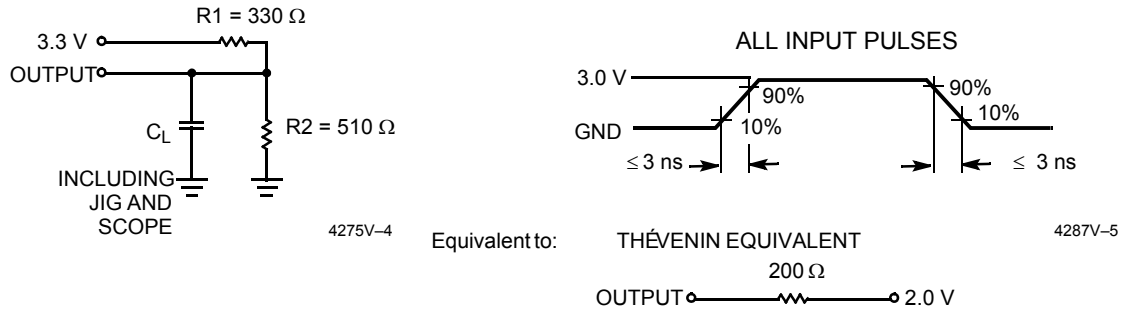 R1 = 330 Ω
3.3 V
OUTPUT
CL
R2 = 510 Ω
INCLUDING
JIG AND
SCOPE
4275V–4
ALL INPUT PULSES
3.0 V
90%
90%
10%
10%
GND
≤ 3 ns
≤ 3 ns
4287V–5
Equivalent to: THÉVENIN EQUIVALENT
200 Ω
OUTPUT 2.0 V